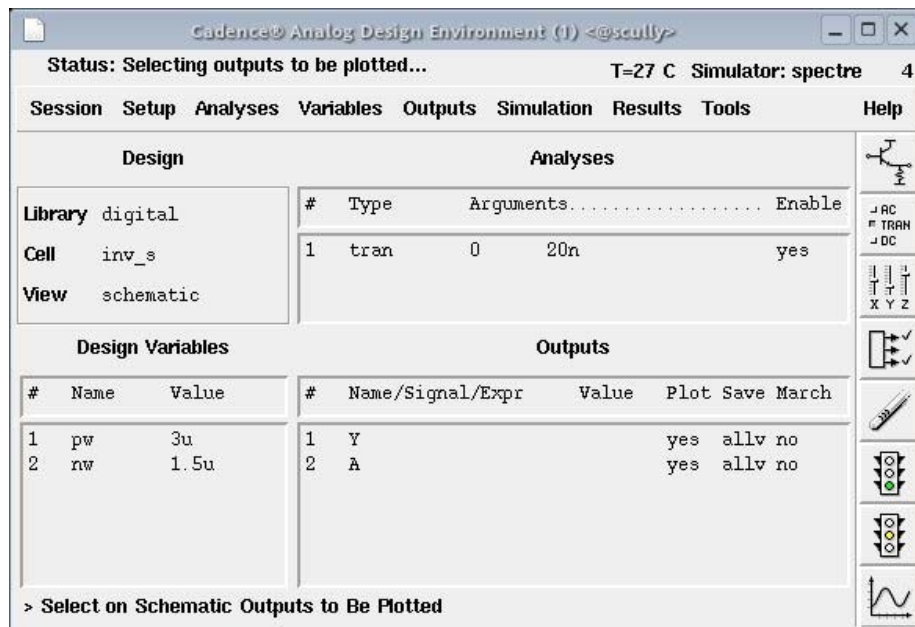 Cadence® Analog Design Environment (1) <@scully>
Status: Selecting outputs to be plotted...
T=27 C Simulator: spectre 4
Session Setup Analyses Variables Outputs Simulation Results Tools Help
Design
Library digital
Cell inv_s
View schematic
Analyses
# Type Arguments................... Enable
1 tran 0 20n yes
Design Variables
# Name Value
1 pw 3u
2 nw 1.5u
Outputs
# Name/Signal/Expr Value Plot Save March
1 Y yes allv no
2 A yes allv no
AC
TRAN
DC
X Y Z
> Select on Schematic Outputs to Be Plotted